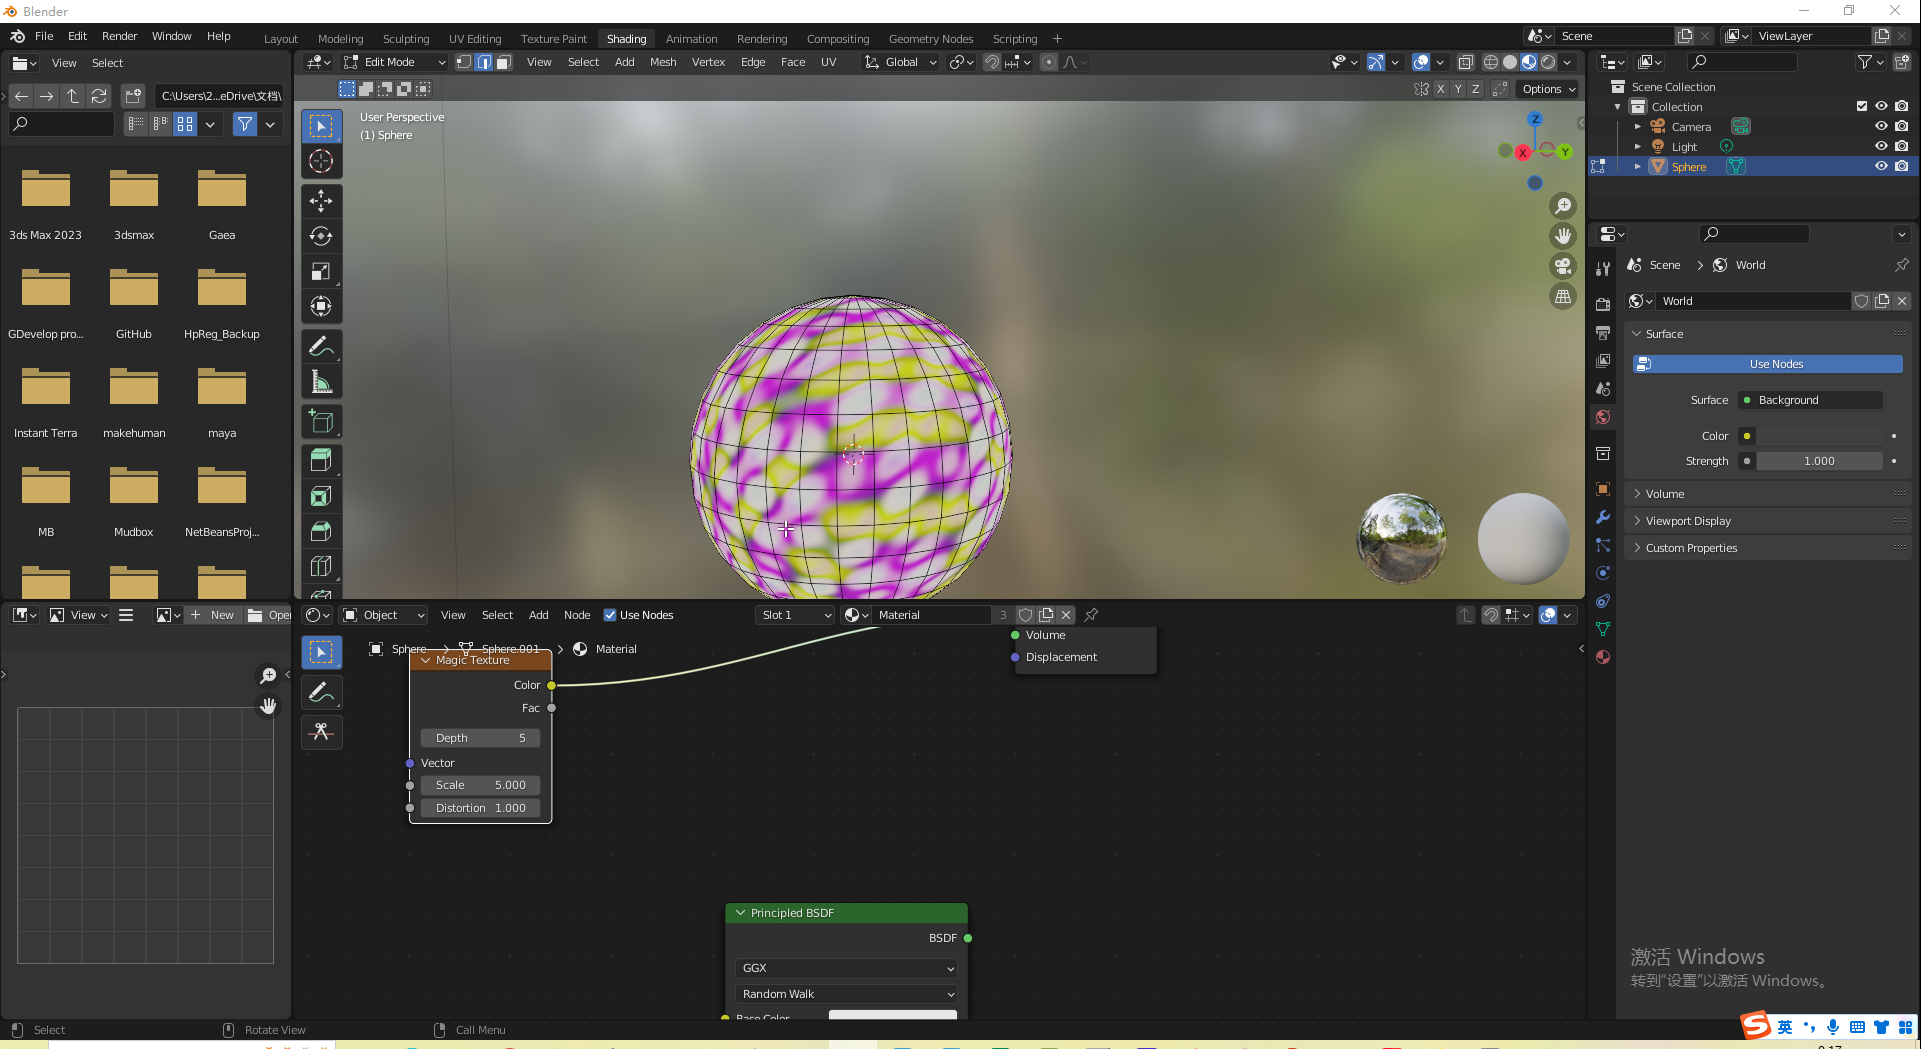 Blender
File Edit Render Window Help
Layout Modeling Sculpting UV Editing Texture Paint Shading Animation Rendering Compositing Geometry Nodes Scripting
Scene
ViewLayer
View Select
Edit Mode View Select Add Mesh Vertex Edge Face UV Global
C:\Users\2...eDrive\文档\
X Y Z Options
User Perspective
(1) Sphere
Z
X
Y
3ds Max 2023 3dsmax Gaea
GDevelop pro... GitHub HpReg_Backup
Instant Terra makehuman maya
MB Mudbox NetBeansProj...
Scene Collection
Collection
Camera
Light
Sphere
Scene World
World
Surface
Use Nodes
Surface Background
Color
Strength 1.000
Volume
Viewport Display
Custom Properties
View New Open
Object View Select Add Node Use Nodes Slot 1 Material 3
Sphere Sphere.001 Material
Magic Texture
Color
Fac
Depth 5
Vector
Scale 5.000
Distortion 1.000
Volume
Displacement
Principled BSDF
BSDF
GGX
Random Walk
Base Color
激活 Windows
转到"设置"以激活 Windows。
Select Rotate View Call Menu
英